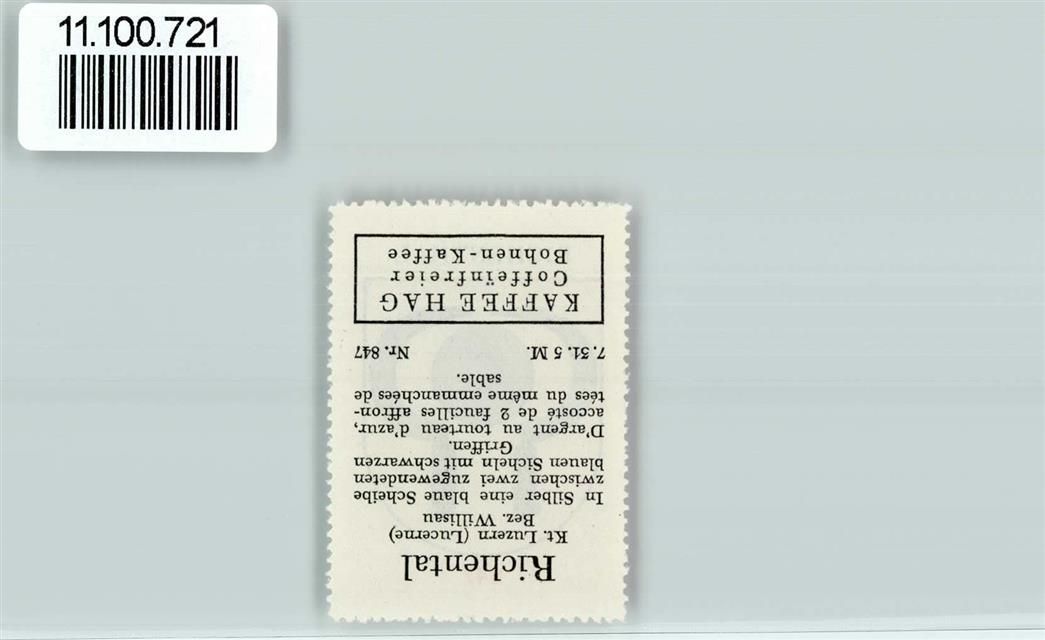 11.100.721
Richental
Kt. Luzern (Lucerne)
Bez. Willisau
In Silber eine blaue Scheibe
zwischen zwei zugewendeten
blauen Sicheln mit schwarzen
Griffen.
D'argent au tourteau d'azur,
accosté de 2 faucilles affron-
tées du même emmanchées de
sable.
7. 31. 5 M. Nr. 847
KAFFEE HAG
Coffeïnfreier
Bohnen-Kaffee